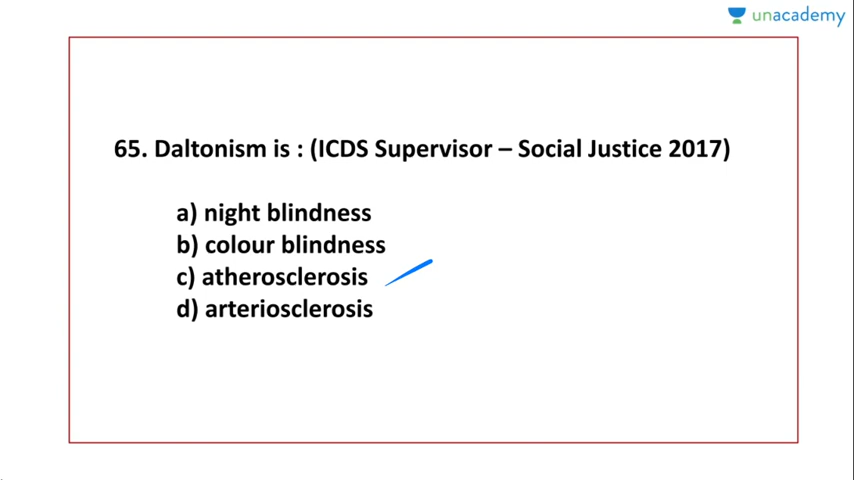 unacademy
65. Daltonism is : (ICDS Supervisor – Social Justice 2017)
a) night blindness
b) colour blindness
c) atherosclerosis
d) arteriosclerosis